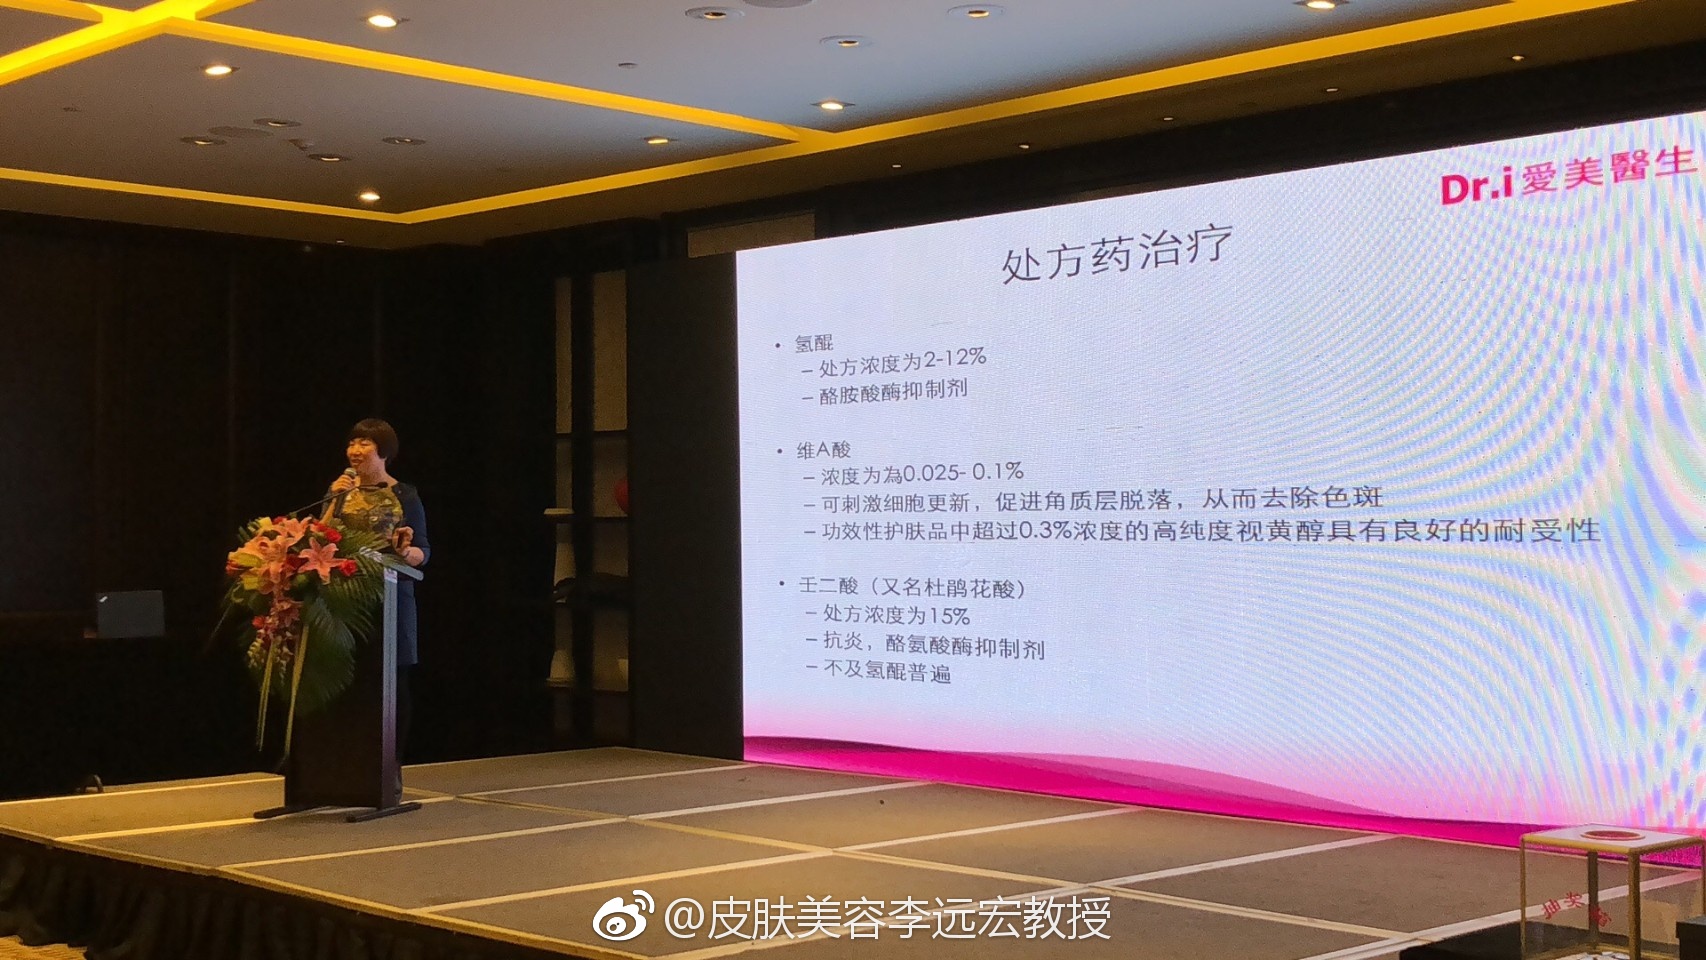 Dr.i 愛美醫生
处方药治疗
• 氢醌
– 处方浓度为2-12%
– 酪胺酸酶抑制剂
• 维A酸
– 浓度为為0.025- 0.1%
– 可刺激细胞更新，促进角质层脱落，从而去除色斑
– 功效性护肤品中超过0.3%浓度的高纯度视黄醇具有良好的耐受性
• 壬二酸（又名杜鹃花酸）
– 处方浓度为15%
– 抗炎，酪氨酸酶抑制剂
– 不及氢醌普遍
@皮肤美容李远宏教授